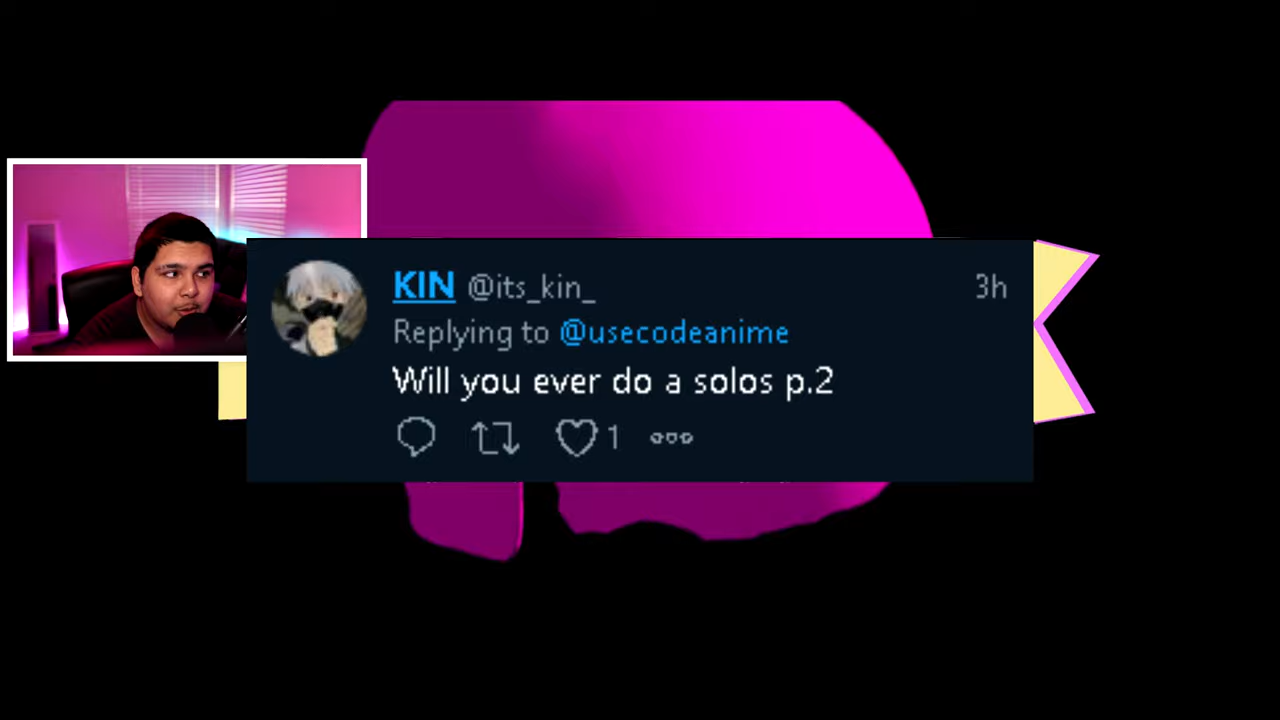 KIN @its_kin_ 3h
Replying to @usecodeanime
Will you ever do a solos p.2
1